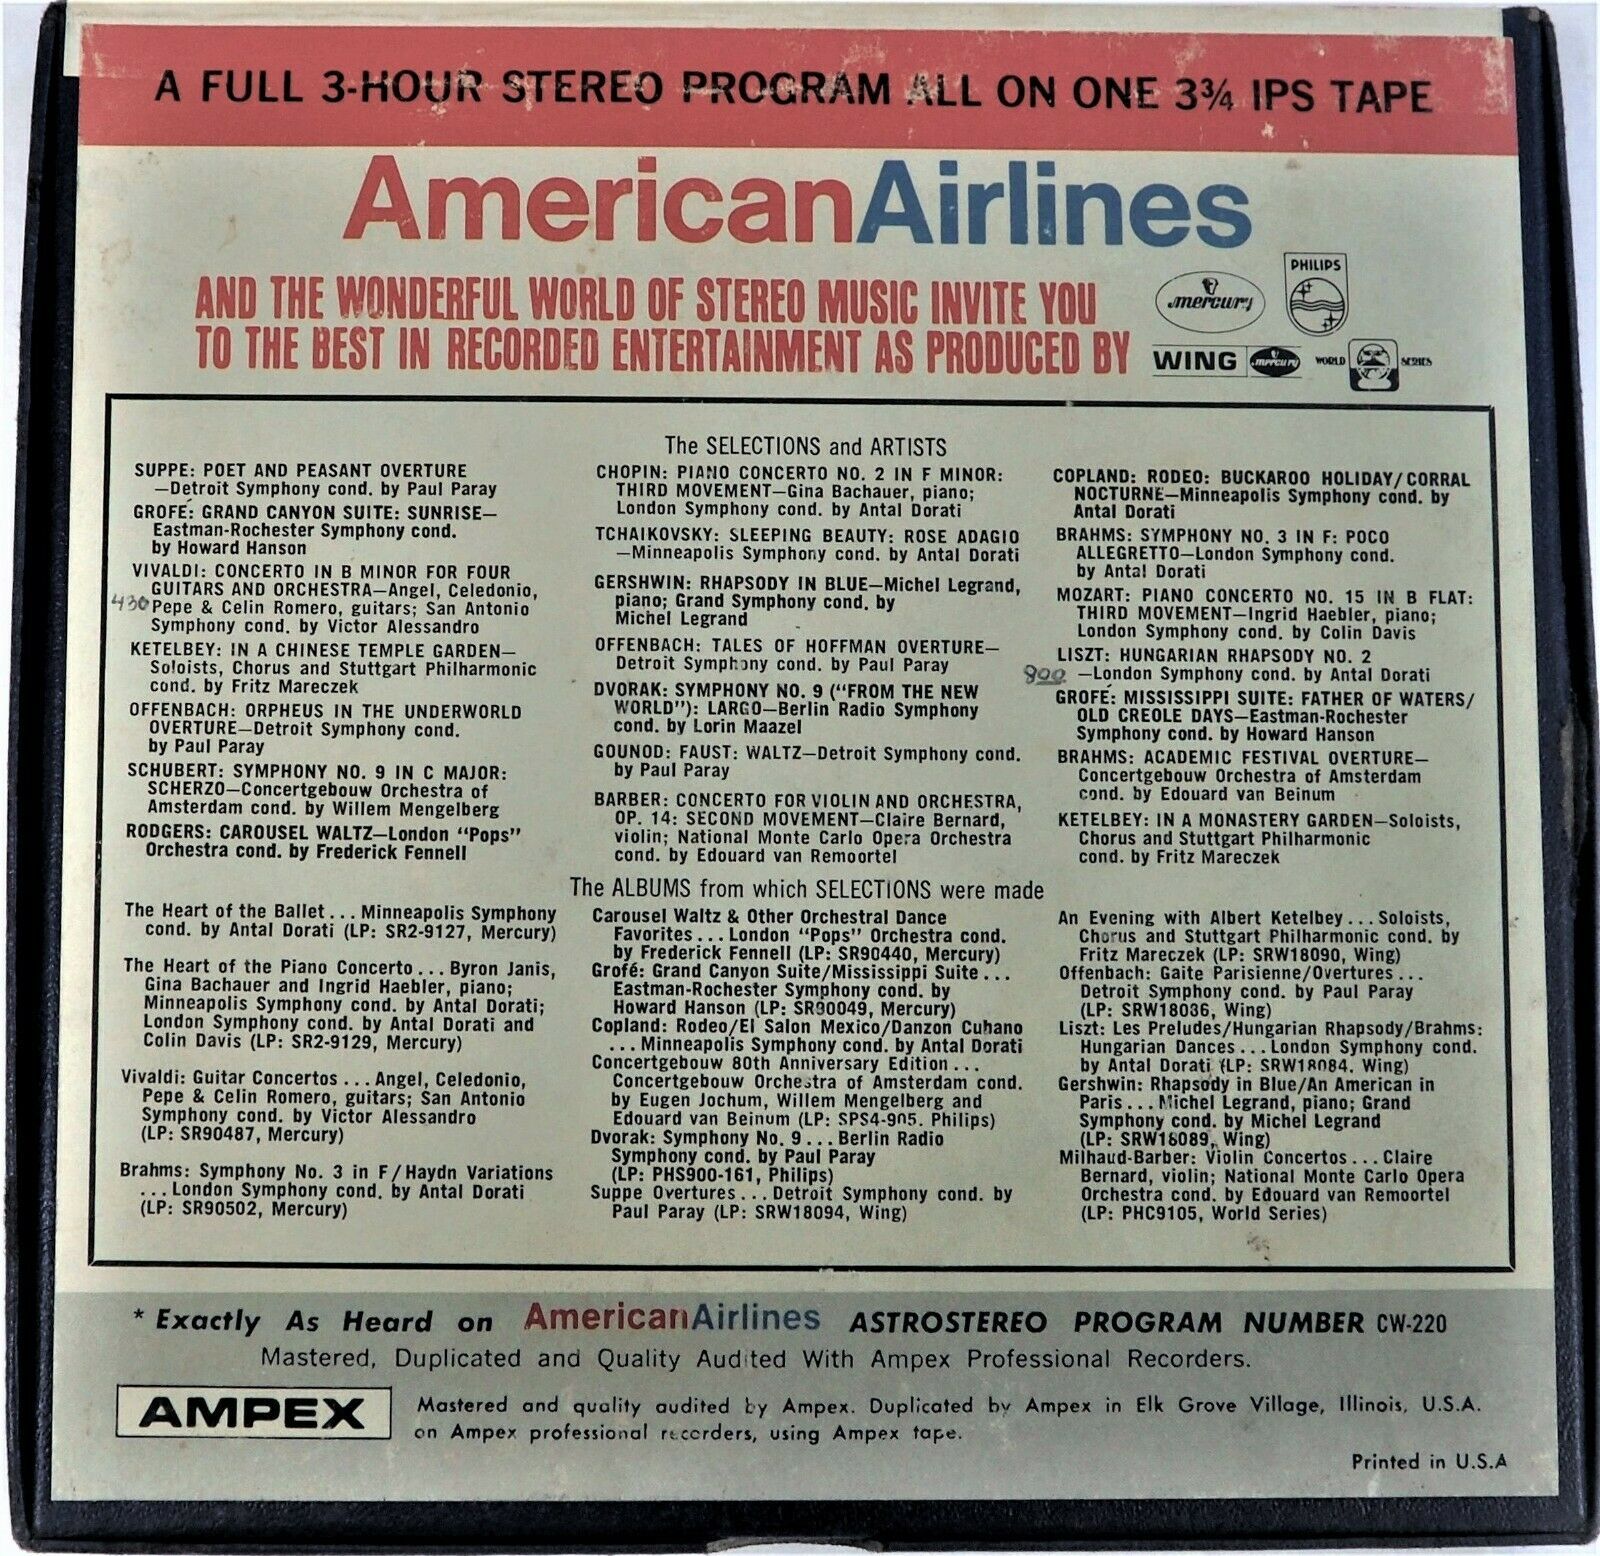 A FULL 3-HOUR STEREO PROGRAM ALL ON ONE 3¾ IPS TAPE
AmericanAirlines
AND THE WONDERFUL WORLD OF STEREO MUSIC INVITE YOU
TO THE BEST IN RECORDED ENTERTAINMENT AS PRODUCED BY
mercury
PHILIPS
WING
mercury
WORLD SERIES
The SELECTIONS and ARTISTS
SUPPE: POET AND PEASANT OVERTURE
—Detroit Symphony cond. by Paul Paray
GROFÉ: GRAND CANYON SUITE: SUNRISE—
Eastman-Rochester Symphony cond.
by Howard Hanson
VIVALDI: CONCERTO IN B MINOR FOR FOUR
GUITARS AND ORCHESTRA—Angel, Celedonio,
430 Pepe & Celin Romero, guitars; San Antonio
Symphony cond. by Victor Alessandro
KETELBEY: IN A CHINESE TEMPLE GARDEN—
Soloists, Chorus and Stuttgart Philharmonic
cond. by Fritz Mareczek
OFFENBACH: ORPHEUS IN THE UNDERWORLD
OVERTURE—Detroit Symphony cond.
by Paul Paray
SCHUBERT: SYMPHONY NO. 9 IN C MAJOR:
SCHERZO—Concertgebouw Orchestra of
Amsterdam cond. by Willem Mengelberg
RODGERS: CAROUSEL WALTZ—London "Pops"
Orchestra cond. by Frederick Fennell
CHOPIN: PIANO CONCERTO NO. 2 IN F MINOR:
THIRD MOVEMENT—Gina Bachauer, piano;
London Symphony cond. by Antal Dorati
TCHAIKOVSKY: SLEEPING BEAUTY: ROSE ADAGIO
—Minneapolis Symphony cond. by Antal Dorati
GERSHWIN: RHAPSODY IN BLUE—Michel Legrand,
piano; Grand Symphony cond. by
Michel Legrand
OFFENBACH: TALES OF HOFFMAN OVERTURE—
Detroit Symphony cond. by Paul Paray
DVORAK: SYMPHONY NO. 9 ("FROM THE NEW
WORLD"): LARGO—Berlin Radio Symphony
cond. by Lorin Maazel
GOUNOD: FAUST: WALTZ—Detroit Symphony cond.
by Paul Paray
BARBER: CONCERTO FOR VIOLIN AND ORCHESTRA,
OP. 14: SECOND MOVEMENT—Claire Bernard,
violin; National Monte Carlo Opera Orchestra
cond. by Edouard van Remoortel
COPLAND: RODEO: BUCKAROO HOLIDAY/CORRAL
NOCTURNE—Minneapolis Symphony cond. by
Antal Dorati
BRAHMS: SYMPHONY NO. 3 IN F: POCO
ALLEGRETTO—London Symphony cond.
by Antal Dorati
MOZART: PIANO CONCERTO NO. 15 IN B FLAT:
THIRD MOVEMENT—Ingrid Haebler, piano;
London Symphony cond. by Colin Davis
LISZT: HUNGARIAN RHAPSODY NO. 2
800 —London Symphony cond. by Antal Dorati
GROFÉ: MISSISSIPPI SUITE: FATHER OF WATERS/
OLD CREOLE DAYS—Eastman-Rochester
Symphony cond. by Howard Hanson
BRAHMS: ACADEMIC FESTIVAL OVERTURE—
Concertgebouw Orchestra of Amsterdam
cond. by Edouard van Beinum
KETELBEY: IN A MONASTERY GARDEN—Soloists,
Chorus and Stuttgart Philharmonic
cond. by Fritz Mareczek
The ALBUMS from which SELECTIONS were made
The Heart of the Ballet... Minneapolis Symphony
cond. by Antal Dorati (LP: SR2-9127, Mercury)
The Heart of the Piano Concerto... Byron Janis,
Gina Bachauer and Ingrid Haebler, piano;
Minneapolis Symphony cond. by Antal Dorati;
London Symphony cond. by Antal Dorati and
Colin Davis (LP: SR2-9129, Mercury)
Vivaldi: Guitar Concertos... Angel, Celedonio,
Pepe & Celin Romero, guitars; San Antonio
Symphony cond. by Victor Alessandro
(LP: SR90487, Mercury)
Brahms: Symphony No. 3 in F/Haydn Variations
...London Symphony cond. by Antal Dorati
(LP: SR90502, Mercury)
Carousel Waltz & Other Orchestral Dance
Favorites... London "Pops" Orchestra cond.
by Frederick Fennell (LP: SR90440, Mercury)
Grofé: Grand Canyon Suite/Mississippi Suite...
Eastman-Rochester Symphony cond. by
Howard Hanson (LP: SR90049, Mercury)
Copland: Rodeo/El Salon Mexico/Danzon Cubano
...Minneapolis Symphony cond. by Antal Dorati
Concertgebouw 80th Anniversary Edition...
Concertgebouw Orchestra of Amsterdam cond.
by Eugen Jochum, Willem Mengelberg and
Edouard van Beinum (LP: SPS4-905. Philips)
Dvorak: Symphony No. 9... Berlin Radio
Symphony cond. by Paul Paray
(LP: PHS900-161, Philips)
Suppe Overtures... Detroit Symphony cond. by
Paul Paray (LP: SRW18094, Wing)
An Evening with Albert Ketelbey... Soloists,
Chorus and Stuttgart Philharmonic cond. by
Fritz Mareczek (LP: SRW18090, Wing)
Offenbach: Gaite Parisienne/Overtures...
Detroit Symphony cond. by Paul Paray
(LP: SRW18036, Wing)
Liszt: Les Preludes/Hungarian Rhapsody/Brahms:
Hungarian Dances... London Symphony cond.
by Antal Dorati (LP: SRW18084. Wing)
Gershwin: Rhapsody in Blue/An American in
Paris... Michel Legrand, piano; Grand
Symphony cond. by Michel Legrand
(LP: SRW18089, Wing)
Milhaud-Barber: Violin Concertos... Claire
Bernard, violin; National Monte Carlo Opera
Orchestra cond. by Edouard van Remoortel
(LP: PHC9105, World Series)
* Exactly As Heard on AmericanAirlines ASTROSTEREO PROGRAM NUMBER CW-220
Mastered, Duplicated and Quality Audited With Ampex Professional Recorders.
AMPEX
Mastered and quality audited by Ampex. Duplicated by Ampex in Elk Grove Village, Illinois, U.S.A.
on Ampex professional recorders, using Ampex tape.
Printed in U.S.A